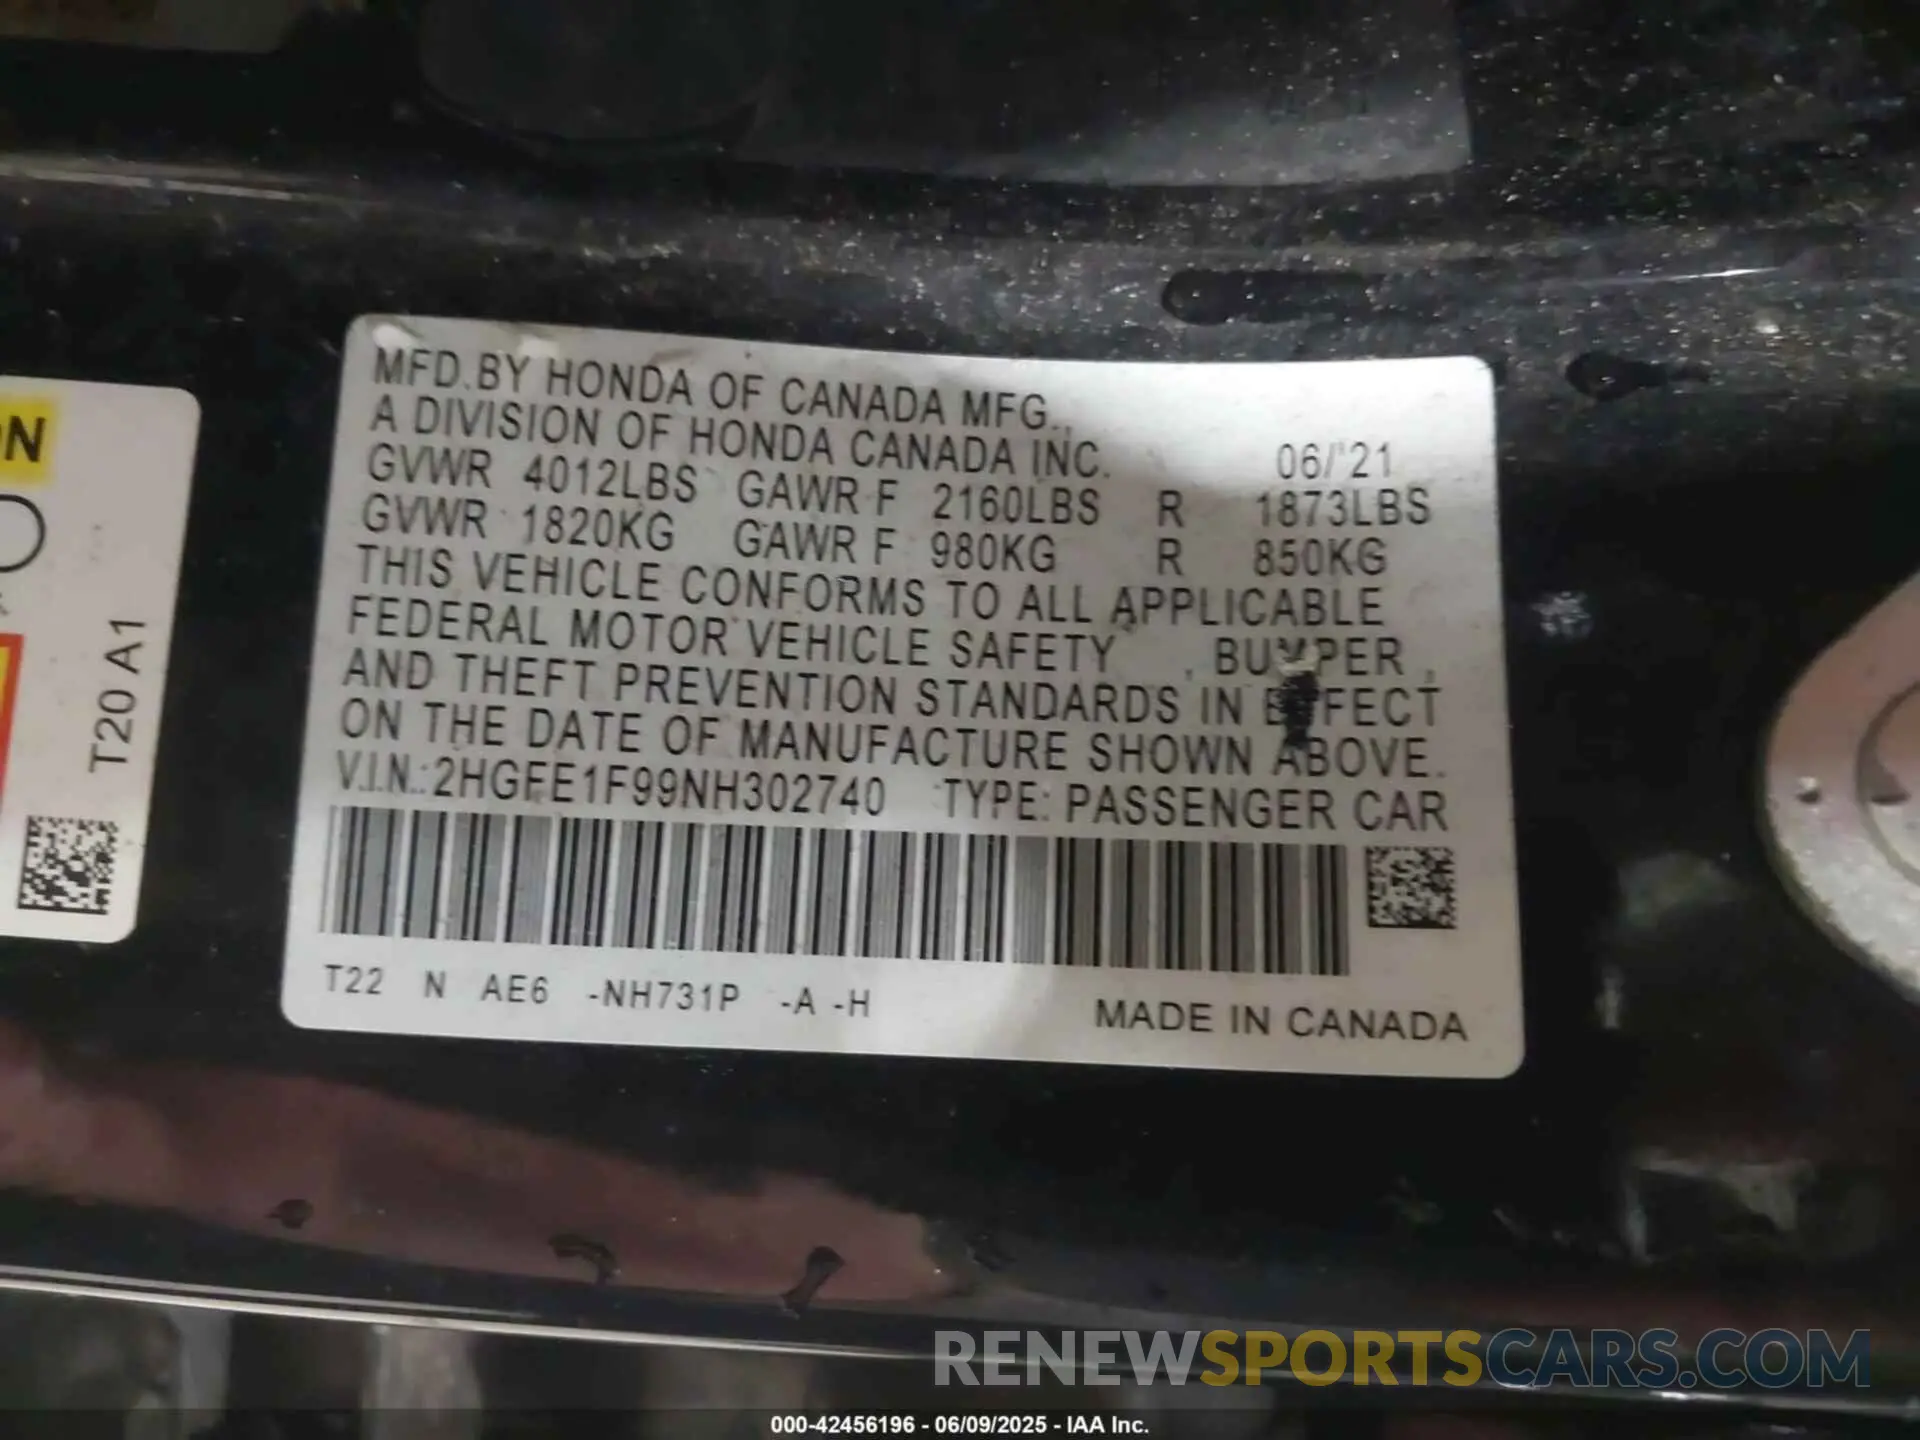 MFD.BY HONDA OF CANADA MFG.,
A DIVISION OF HONDA CANADA INC. 06/'21
GVWR 4012LBS GAWR F 2160LBS R 1873LBS
GVWR 1820KG GAWR F 980KG R 850KG
THIS VEHICLE CONFORMS TO ALL APPLICABLE
FEDERAL MOTOR VEHICLE SAFETY , BUMPER ,
AND THEFT PREVENTION STANDARDS IN EFFECT
ON THE DATE OF MANUFACTURE SHOWN ABOVE.
V.I.N.:2HGFE1F99NH302740 TYPE: PASSENGER CAR
T22 N AE6 -NH731P -A -H
MADE IN CANADA
T20 A1
RENEWSPORTSCARS.COM
000-42456196 - 06/09/2025 - IAA Inc.